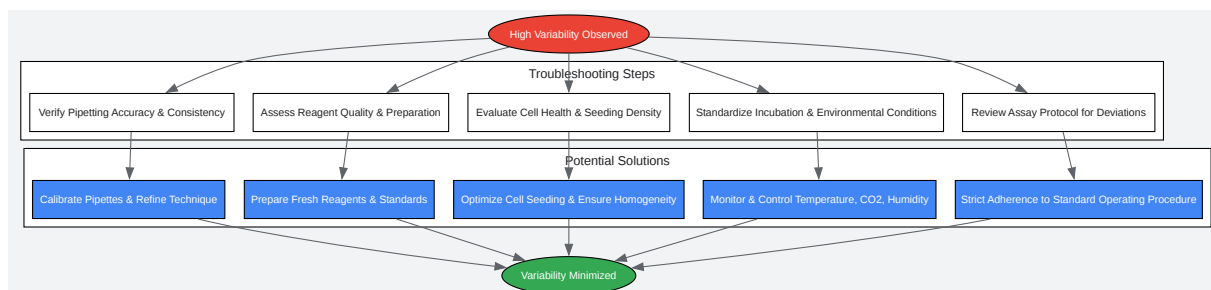 High Variability Observed
Troubleshooting Steps
Verify Pipetting Accuracy & Consistency
Assess Reagent Quality & Preparation
Evaluate Cell Health & Seeding Density
Standardize Incubation & Environmental Conditions
Review Assay Protocol for Deviations
Potential Solutions
Calibrate Pipettes & Refine Technique
Prepare Fresh Reagents & Standards
Optimize Cell Seeding & Ensure Homogeneity
Monitor & Control Temperature, CO2, Humidity
Strict Adherence to Standard Operating Procedure
Variability Minimized